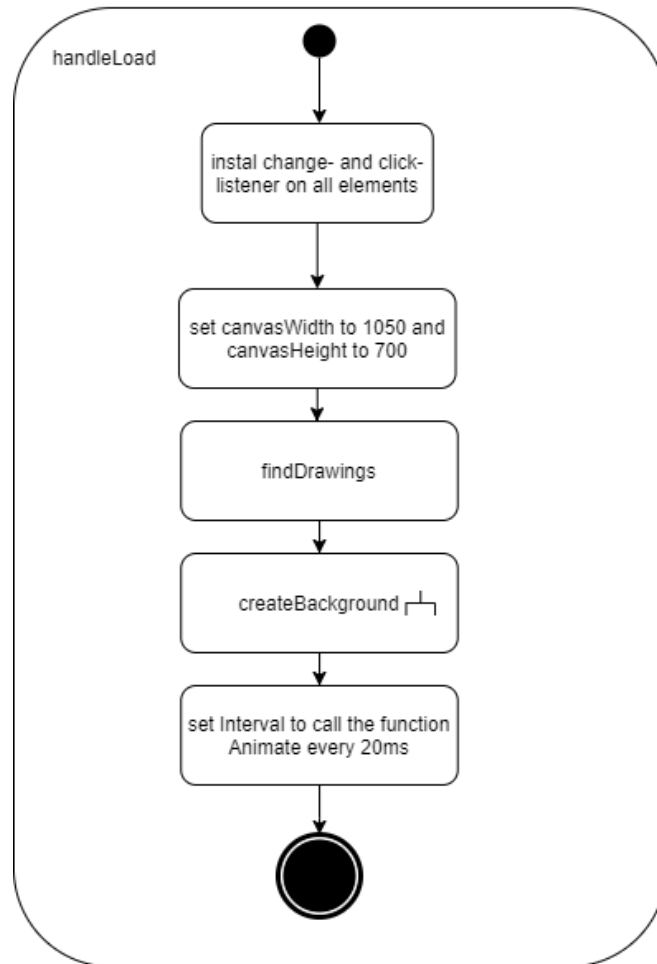 handleLoad
instal change- and click-
listener on all elements
set canvasWidth to 1050 and
canvasHeight to 700
findDrawings
createBackground
set Interval to call the function
Animate every 20ms